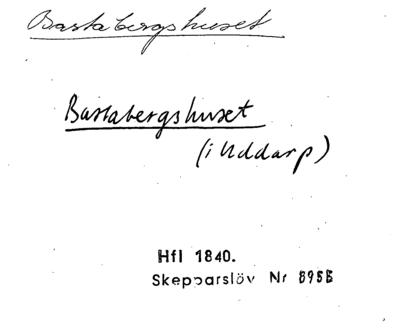 Bastabergshuset
Bastabergshuset
(i Uddarp)
Hfl 1840.
Skepparslöv Nr 895B